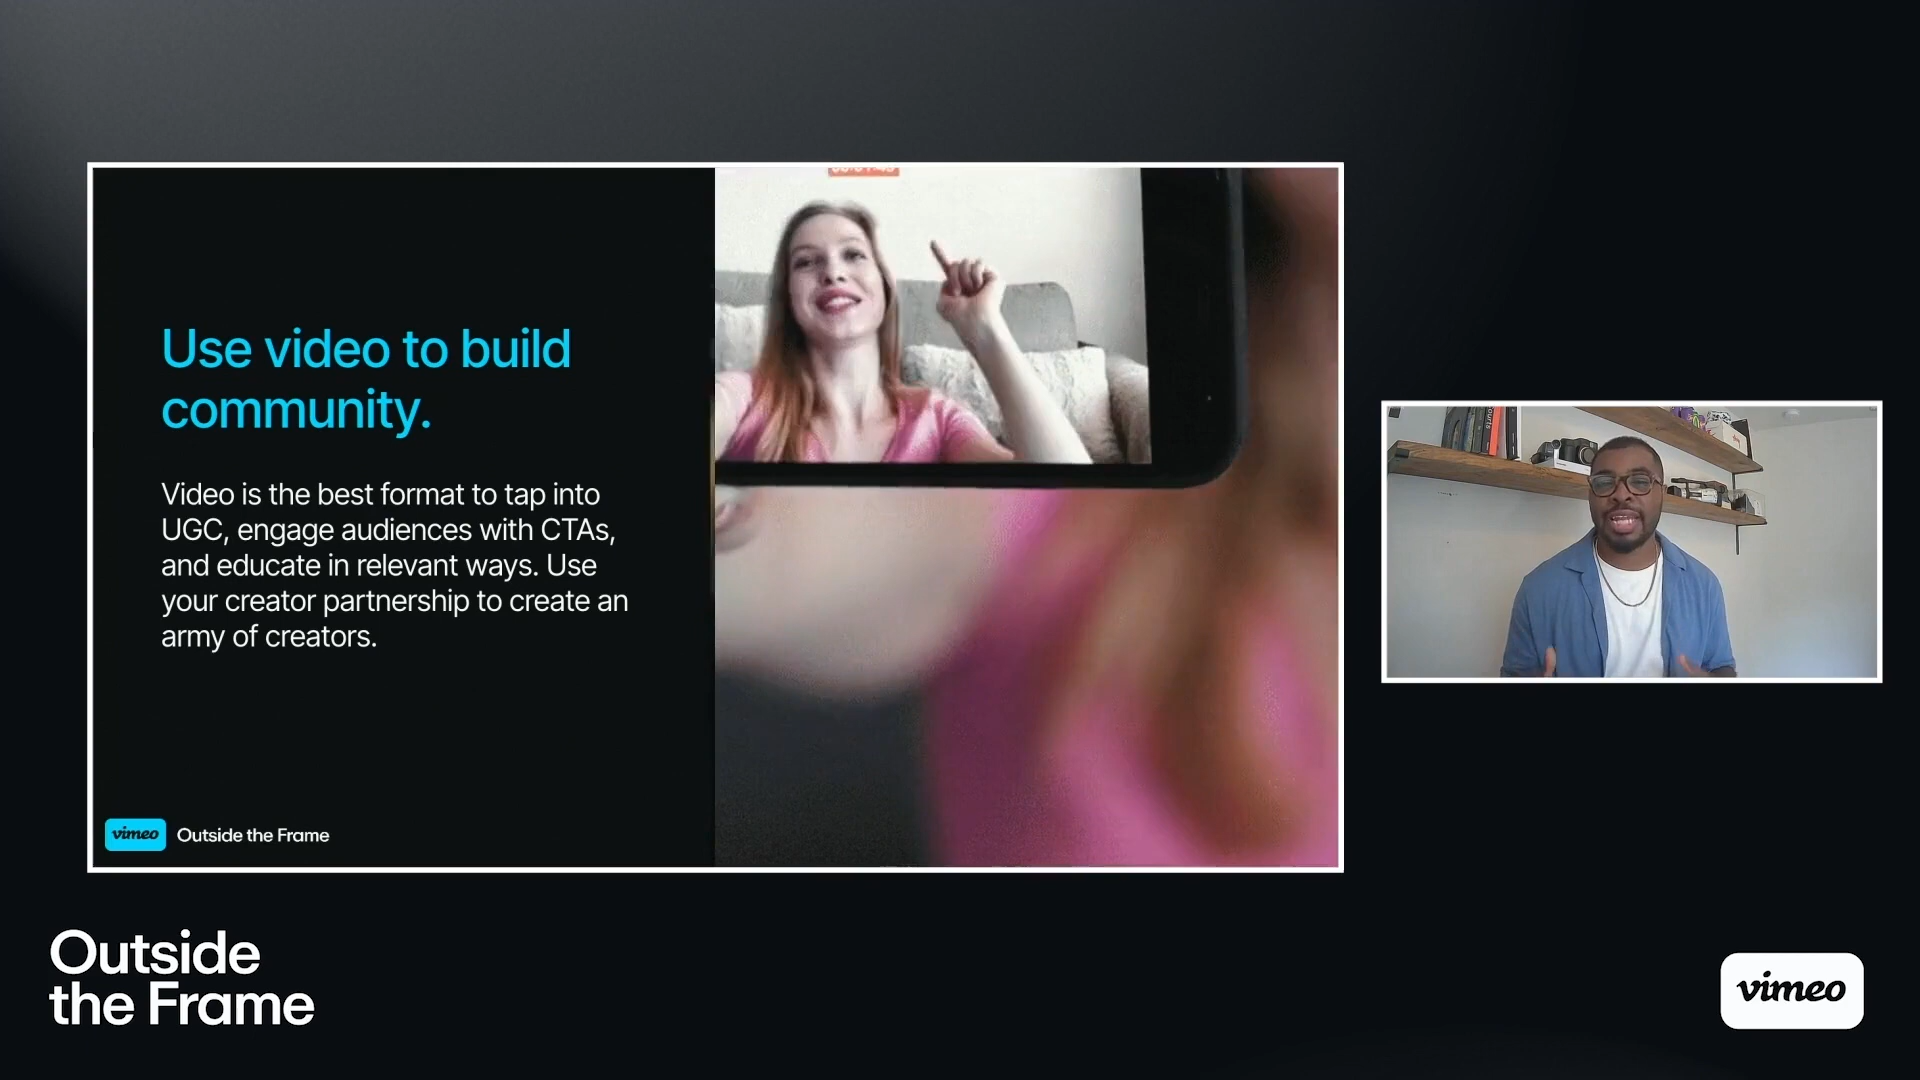 Use video to build
community.
Video is the best format to tap into
UGC, engage audiences with CTAs,
and educate in relevant ways. Use
your creator partnership to create an
army of creators.
vimeo Outside the Frame
Outside
the Frame
vimeo